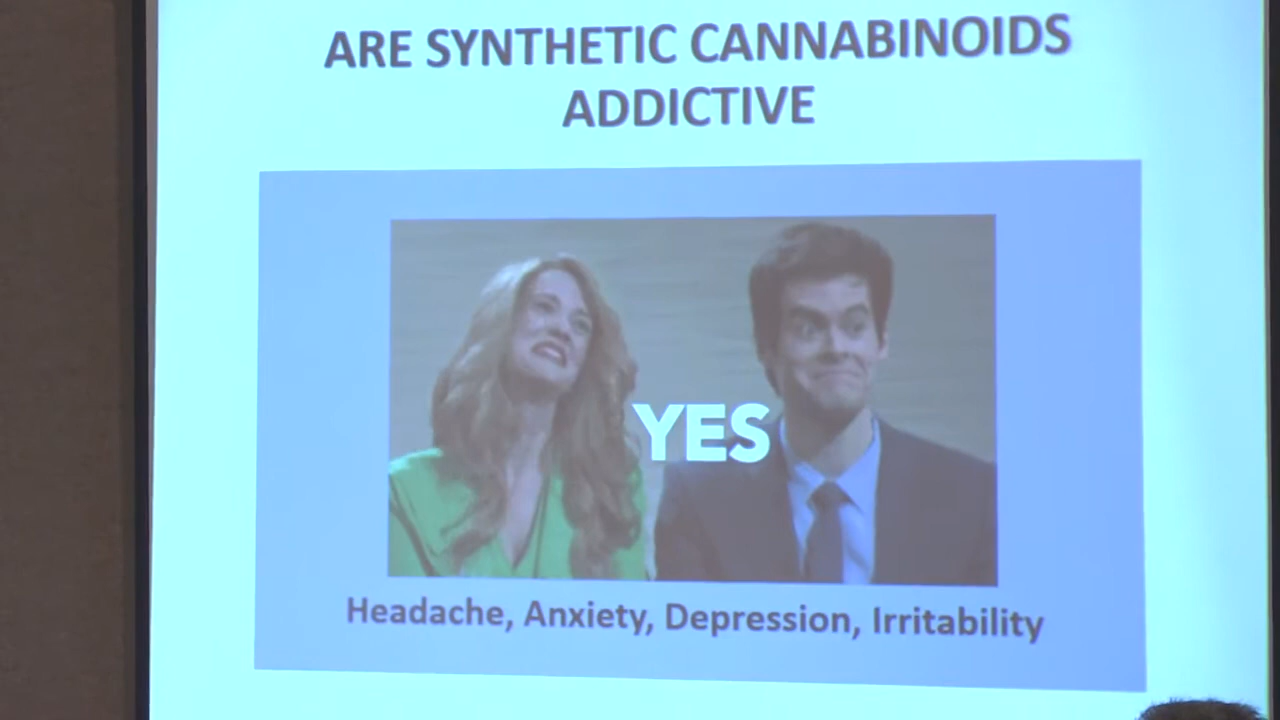 ARE SYNTHETIC CANNABINOIDS
ADDICTIVE
YES
Headache, Anxiety, Depression, Irritability